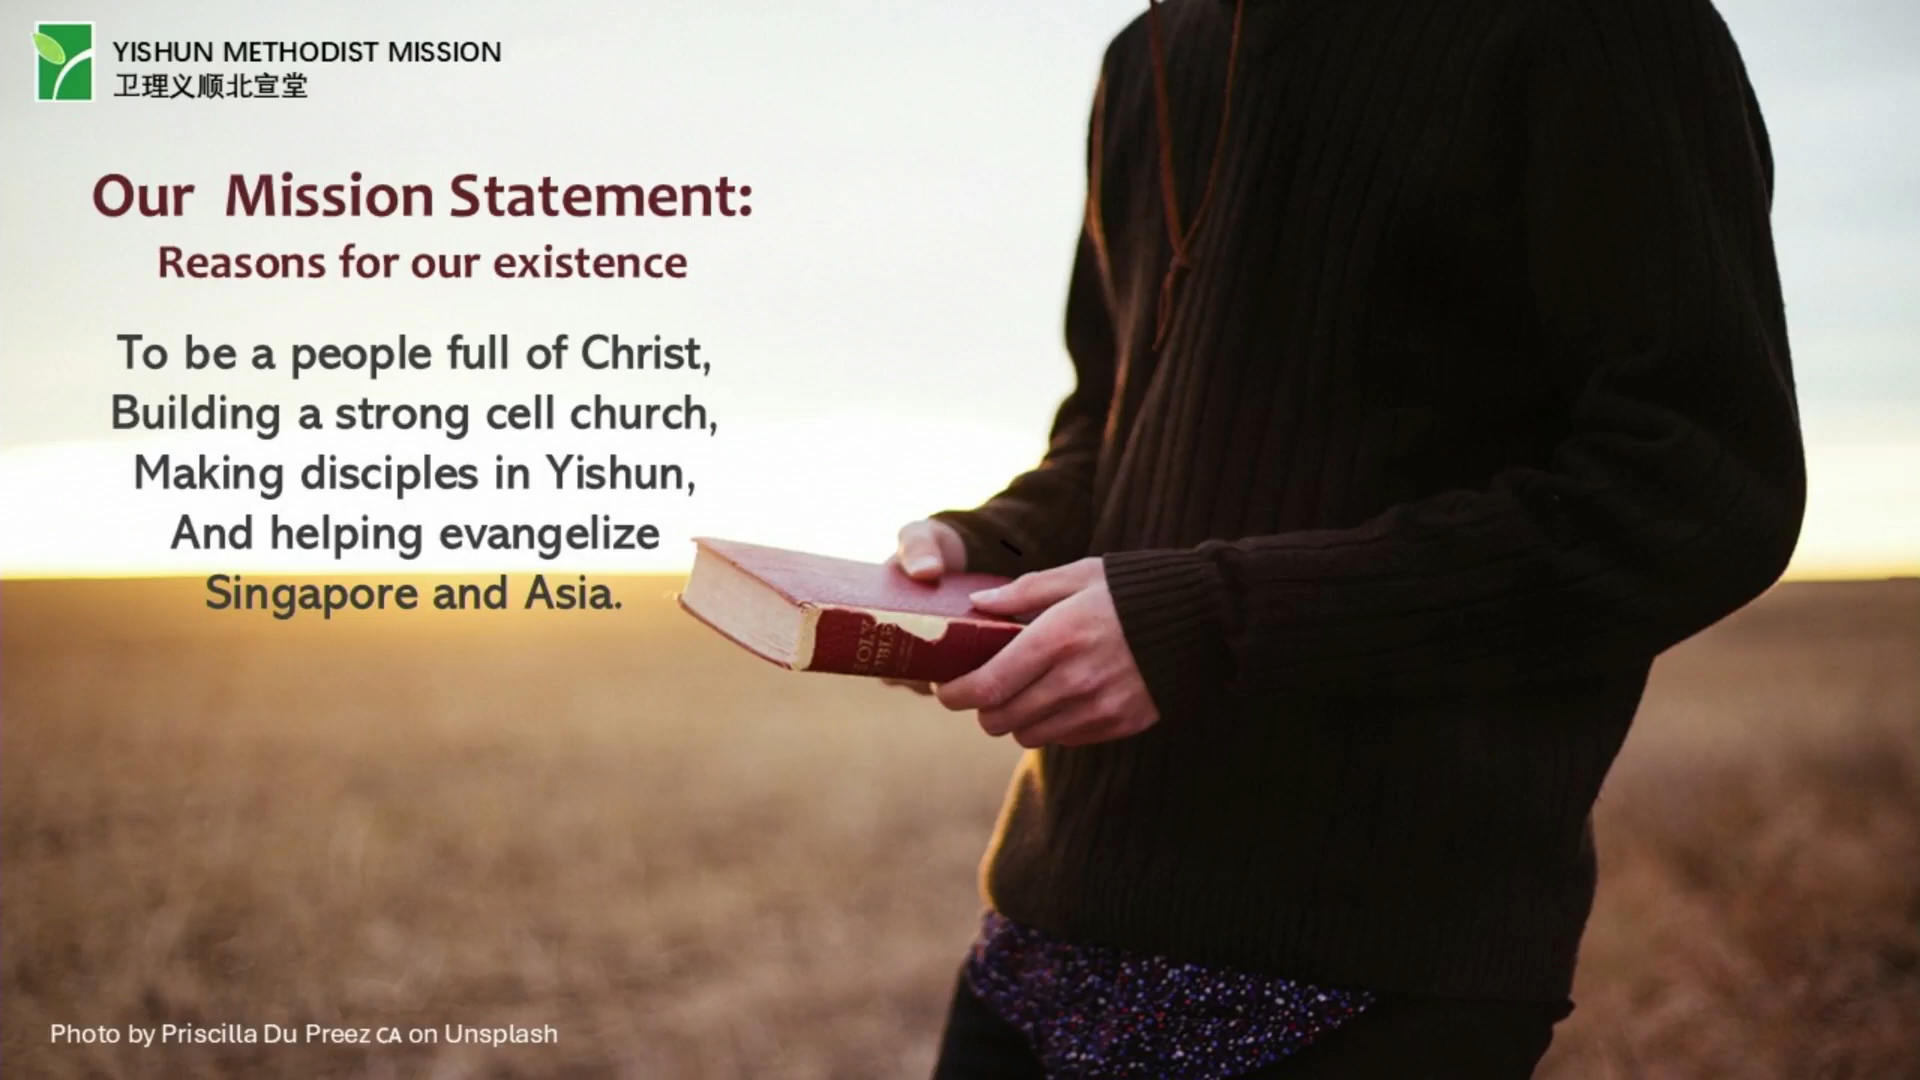 YISHUN METHODIST MISSION
卫理义顺北宣堂
Our Mission Statement:
Reasons for our existence
To be a people full of Christ,
Building a strong cell church,
Making disciples in Yishun,
And helping evangelize
Singapore and Asia.
HOLY
BIBLE
Photo by Priscilla Du Preez CA on Unsplash